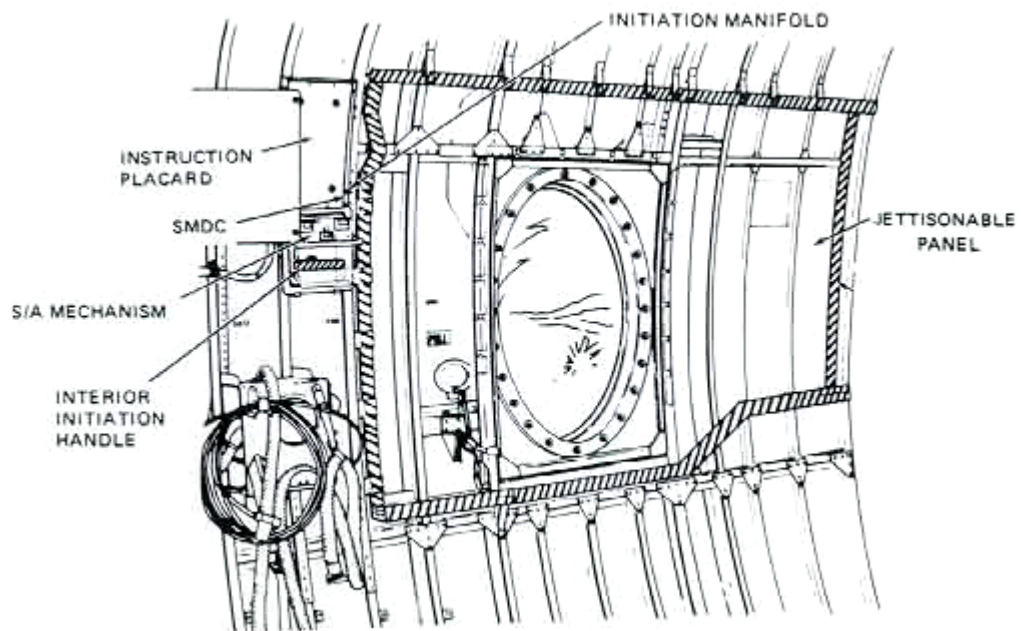 INITIATION MANIFOLD
INSTRUCTION
PLACARD
SMDC
JETTISONABLE
PANEL
S/A MECHANISM
INTERIOR
INITIATION
HANDLE